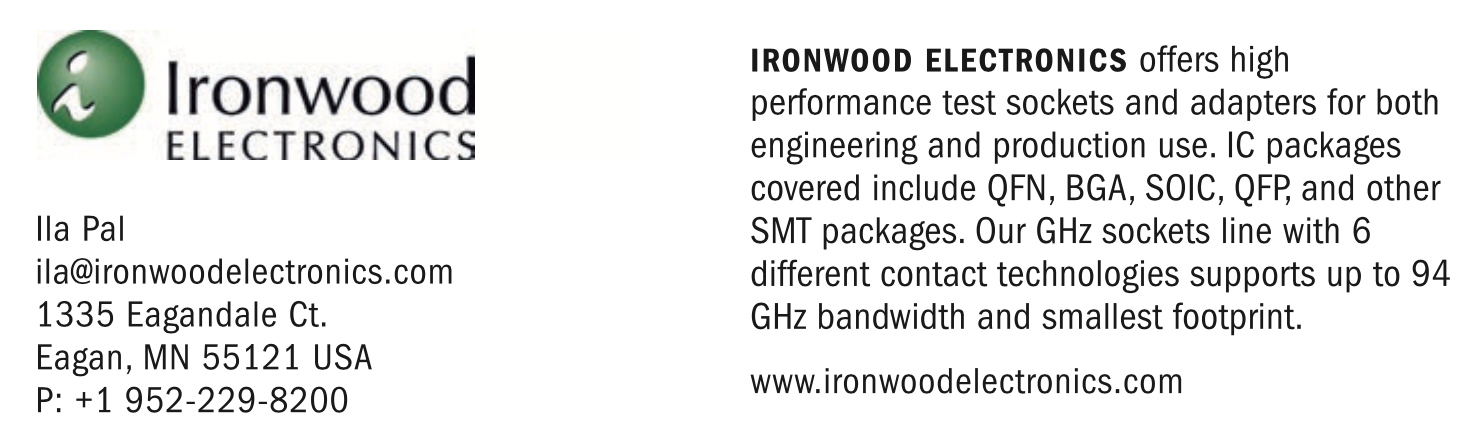 Ironwood
ELECTRONICS
Ila Pal
ila@ironwoodelectronics.com
1335 Eagandale Ct.
Eagan, MN 55121 USA
P: +1 952-229-8200
IRONWOOD ELECTRONICS offers high
performance test sockets and adapters for both
engineering and production use. IC packages
covered include QFN, BGA, SOIC, QFP, and other
SMT packages. Our GHz sockets line with 6
different contact technologies supports up to 94
GHz bandwidth and smallest footprint.
www.ironwoodelectronics.com